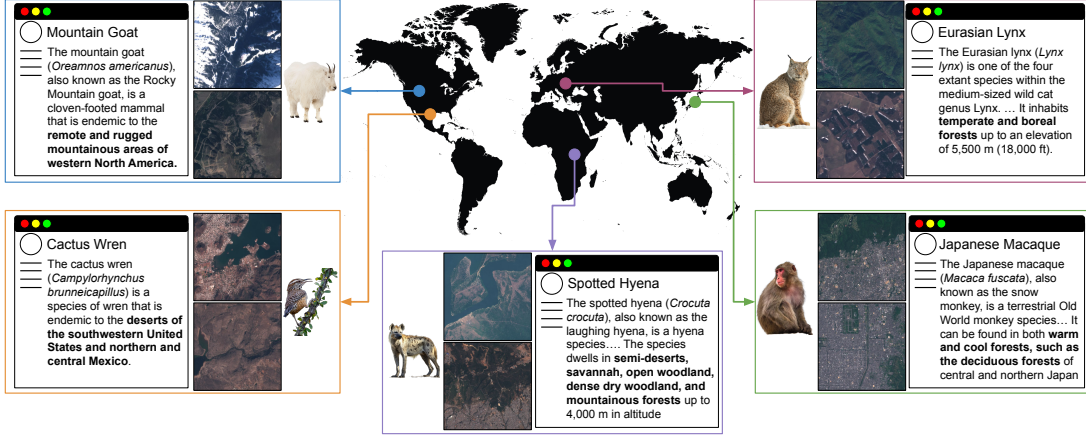 Mountain Goat
The mountain goat
(Oreamnos americanus),
also known as the Rocky
Mountain goat, is a
cloven-footed mammal
that is endemic to the
remote and rugged
mountainous areas of
western North America.
Eurasian Lynx
The Eurasian lynx (Lynx
lynx) is one of the four
extant species within the
medium-sized wild cat
genus Lynx. ... It inhabits
temperate and boreal
forests up to an elevation
of 5,500 m (18,000 ft).
Cactus Wren
The cactus wren
(Campylorhynchus
brunneicapillus) is a
species of wren that is
endemic to the deserts of
the southwestern United
States and northern and
central Mexico.
Spotted Hyena
The spotted hyena (Crocuta
crocuta), also known as the
laughing hyena, is a hyena
species.... The species
dwells in semi-deserts,
savannah, open woodland,
dense dry woodland, and
mountainous forests up to
4,000 m in altitude
Japanese Macaque
The Japanese macaque
(Macaca fuscata), also
known as the snow
monkey, is a terrestrial Old
World monkey species... It
can be found in both warm
and cool forests, such as
the deciduous forests of
central and northern Japan